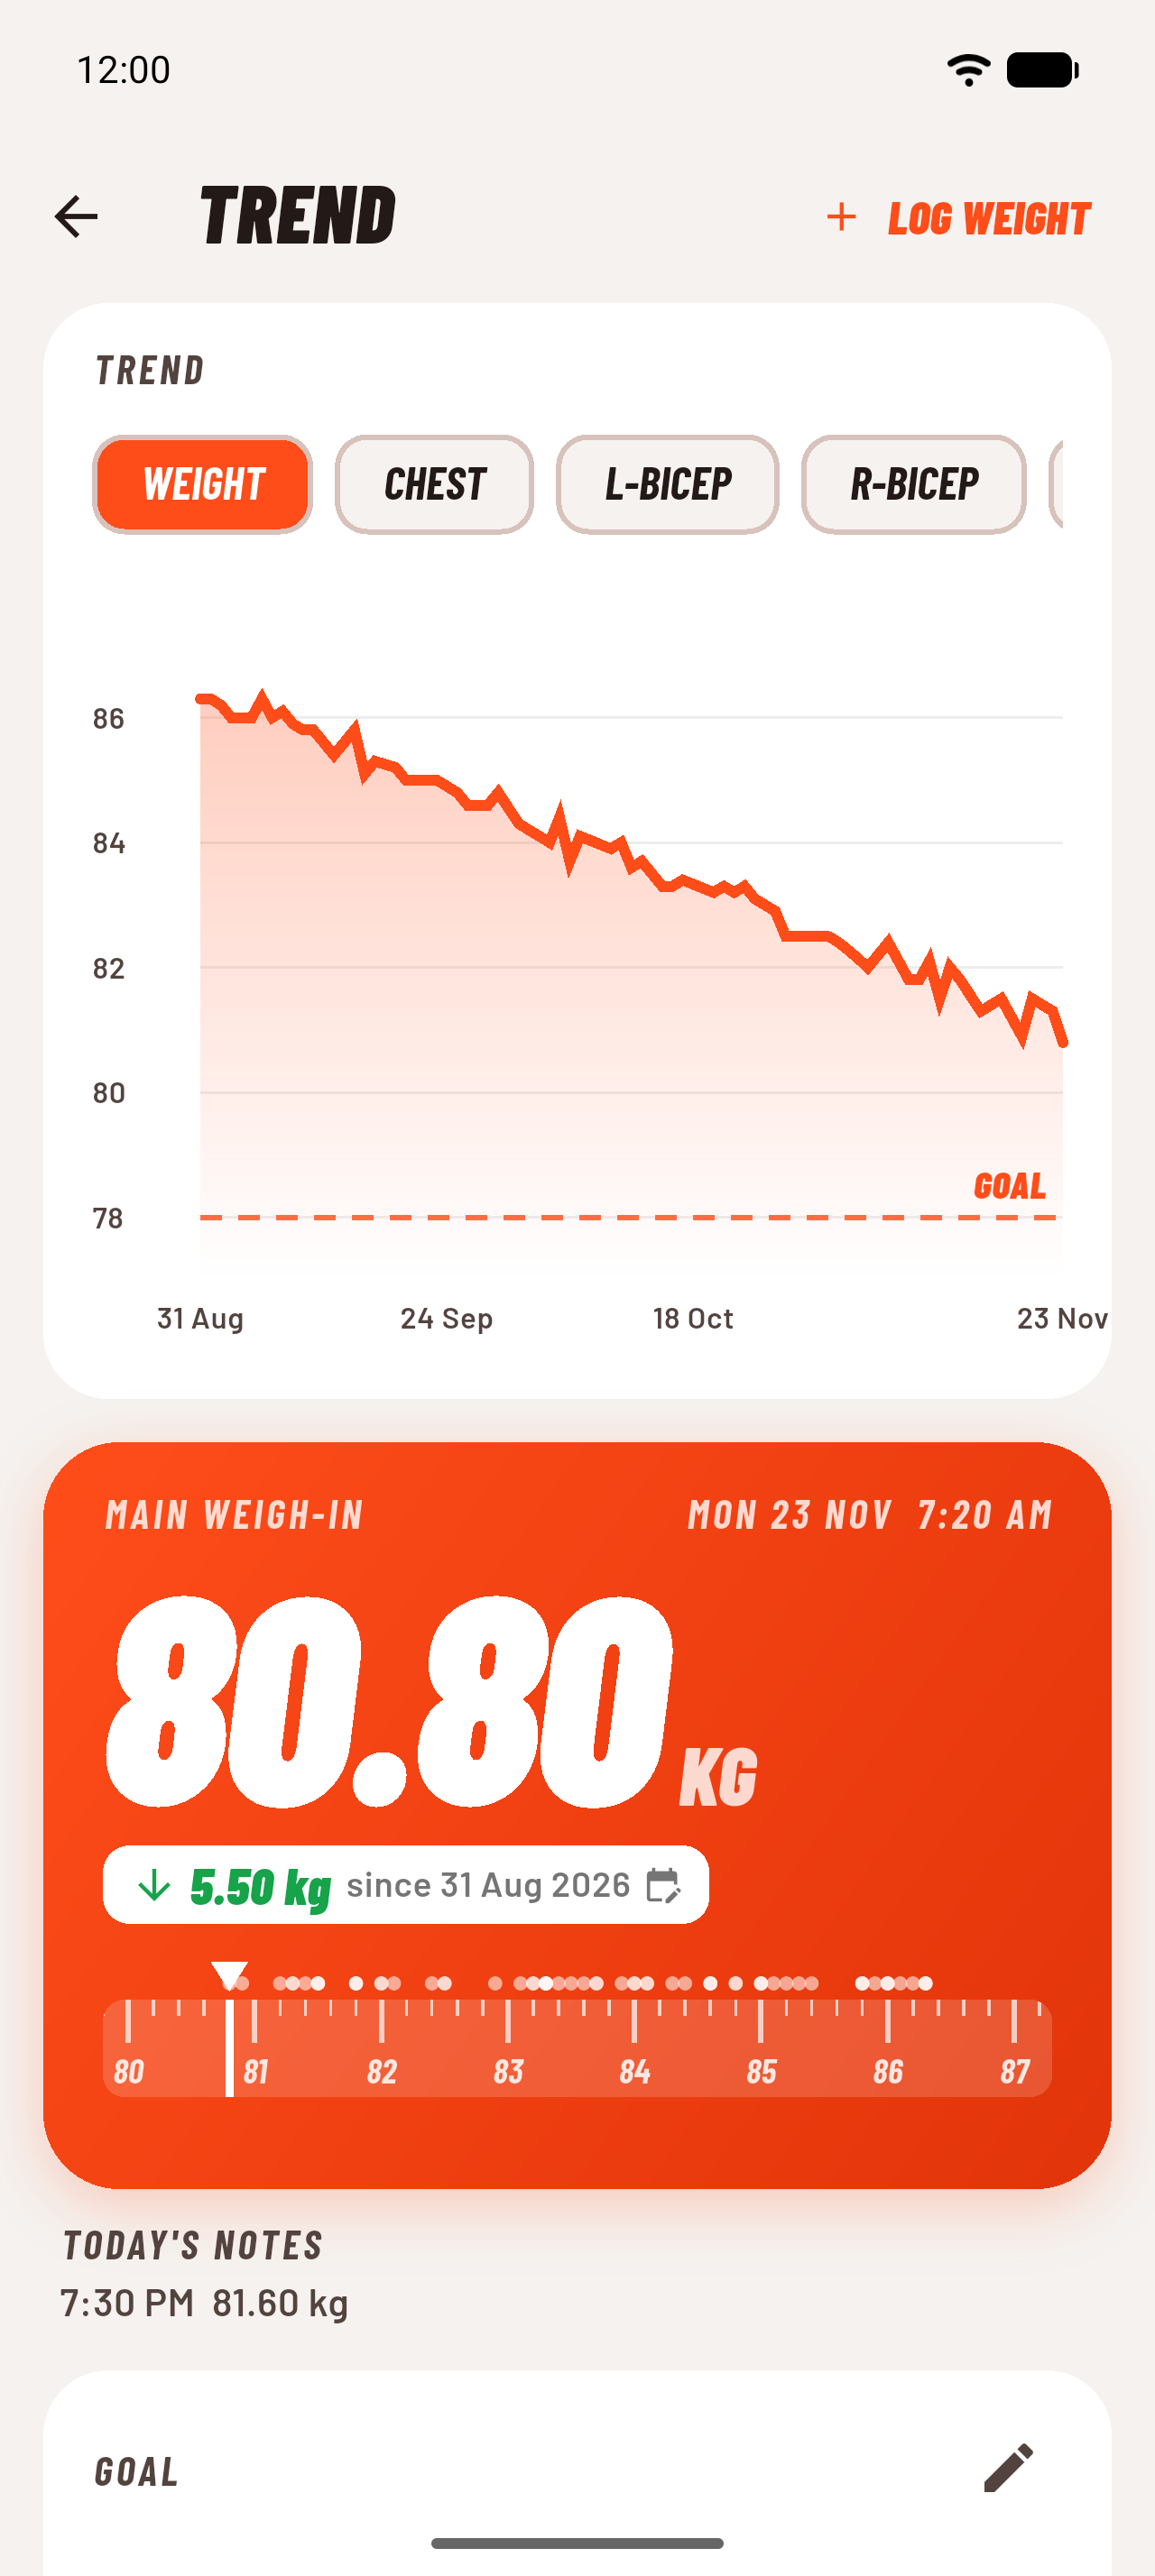 12:00
TREND
+ LOG WEIGHT
TREND
WEIGHT CHEST L-BICEP R-BICEP
86
84
82
80
GOAL
78
31 Aug 24 Sep 18 Oct 23 Nov
MAIN WEIGH-IN MON 23 NOV 7:20 AM
80.80 KG
↓ 5.50 kg since 31 Aug 2026
80 81 82 83 84 85 86 87
TODAY'S NOTES
7:30 PM 81.60 kg
GOAL